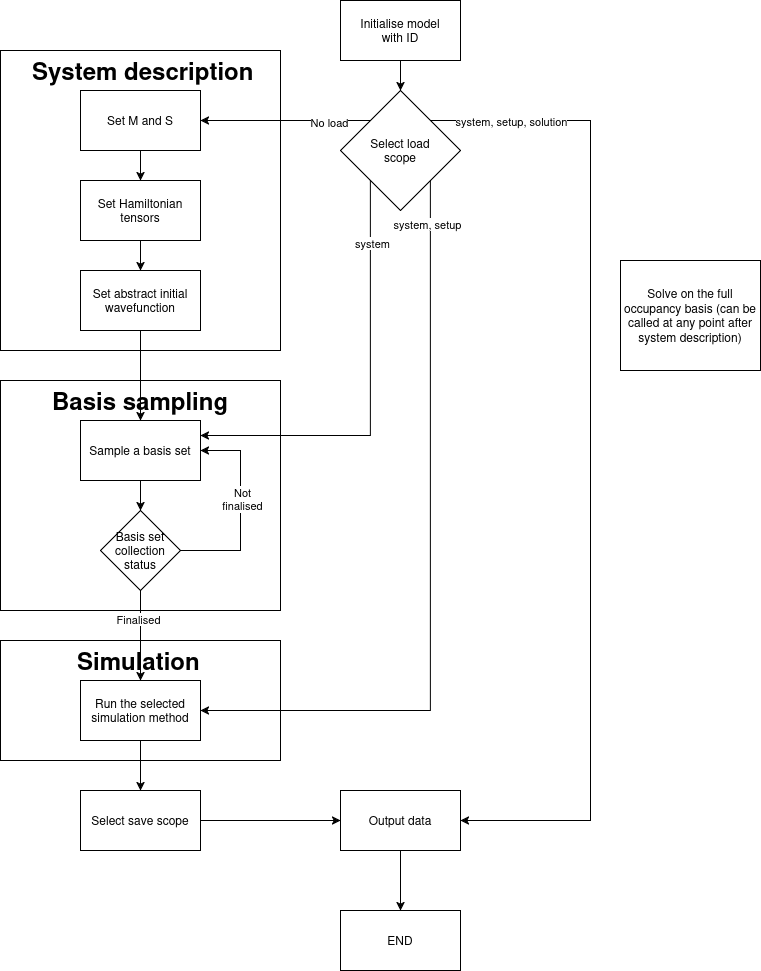 Initialise model
with ID
System description
Set M and S
No load
Select load
scope
system, setup, solution
Set Hamiltonian
tensors
system, setup
system
Set abstract initial
wavefunction
Solve on the full
occupancy basis (can be
called at any point after
system description)
Basis sampling
Sample a basis set
Not
finalised
Basis set
collection
status
Finalised
Simulation
Run the selected
simulation method
Select save scope
Output data
END